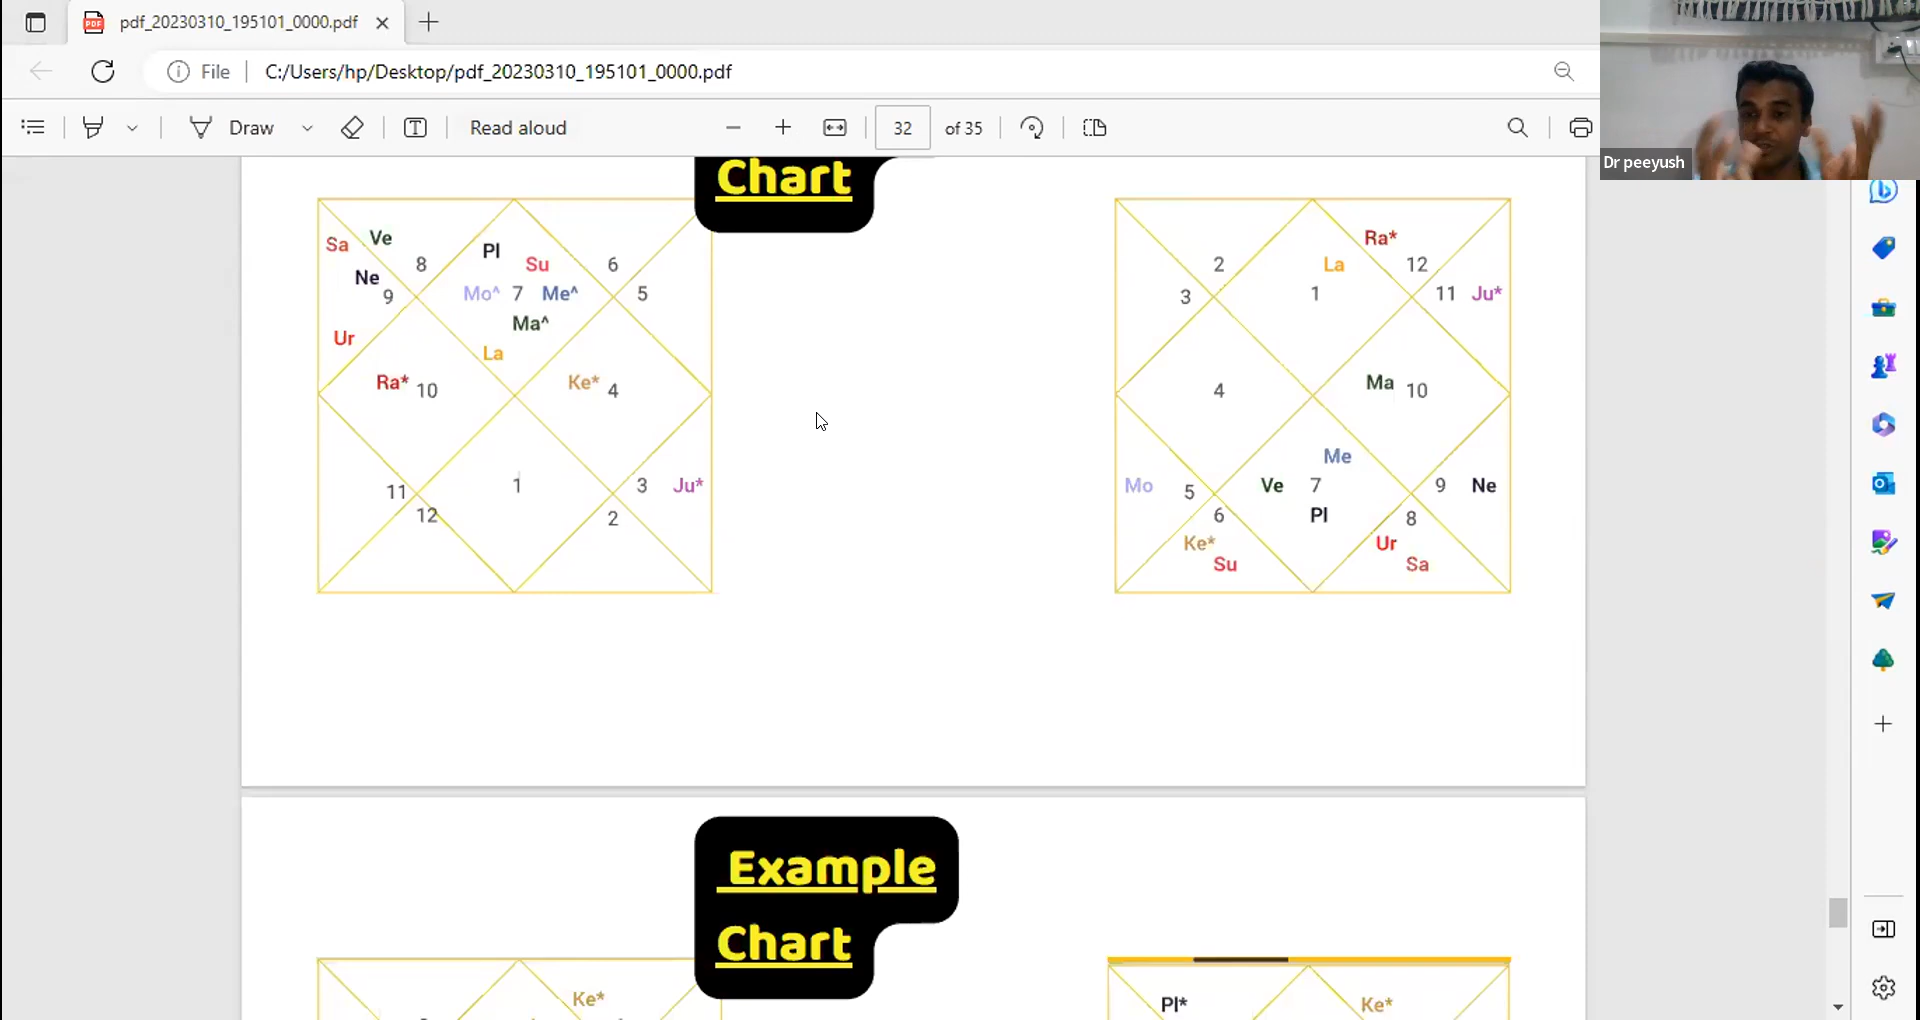 pdf_20230310_195101_0000.pdf
File
C:/Users/hp/Desktop/pdf_20230310_195101_0000.pdf
Draw
Read aloud
32
of 35
Dr peeyush
Chart
Sa
Ve
Ne
8
9
Ur
Pl
Su
Mo^ 7 Me^
Ma^
La
6
5
Ra* 10
Ke* 4
11
12
1
3 Ju*
2
2
3
La
1
Ra*
12
11 Ju*
4
Ma 10
Mo 5
6
Ke*
Su
Me
Ve 7
Pl
9 Ne
8
Ur
Sa
Example
Chart
Ke*
Pl*
Ke*